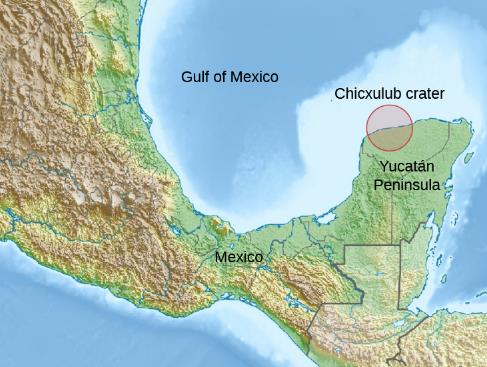 Gulf of Mexico
Chicxulub crater
Yucatán
Peninsula
Mexico